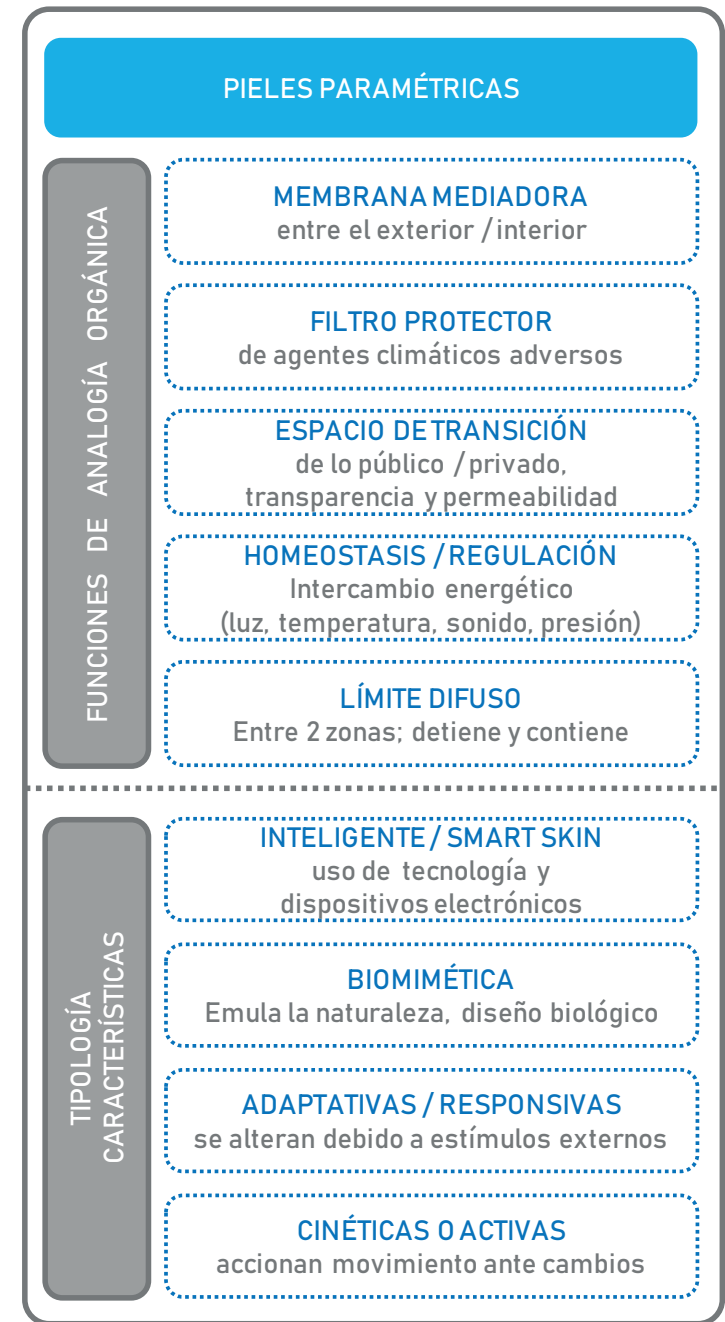 PIELES PARAMÉTRICAS
FUNCIONES DE ANALOGÍA ORGÁNICA
MEMBRANA MEDIADORA
entre el exterior / interior
FILTRO PROTECTOR
de agentes climáticos adversos
ESPACIO DE TRANSICIÓN
de lo público / privado,
transparencia y permeabilidad
HOMEOSTASIS / REGULACIÓN
Intercambio energético
(luz, temperatura, sonido, presión)
LÍMITE DIFUSO
Entre 2 zonas; detiene y contiene
TIPOLOGÍA
CARACTERÍSTICAS
INTELIGENTE / SMART SKIN
uso de tecnología y
dispositivos electrónicos
BIOMIMÉTICA
Emula la naturaleza, diseño biológico
ADAPTATIVAS / RESPONSIVAS
se alteran debido a estímulos externos
CINÉTICAS O ACTIVAS
accionan movimiento ante cambios